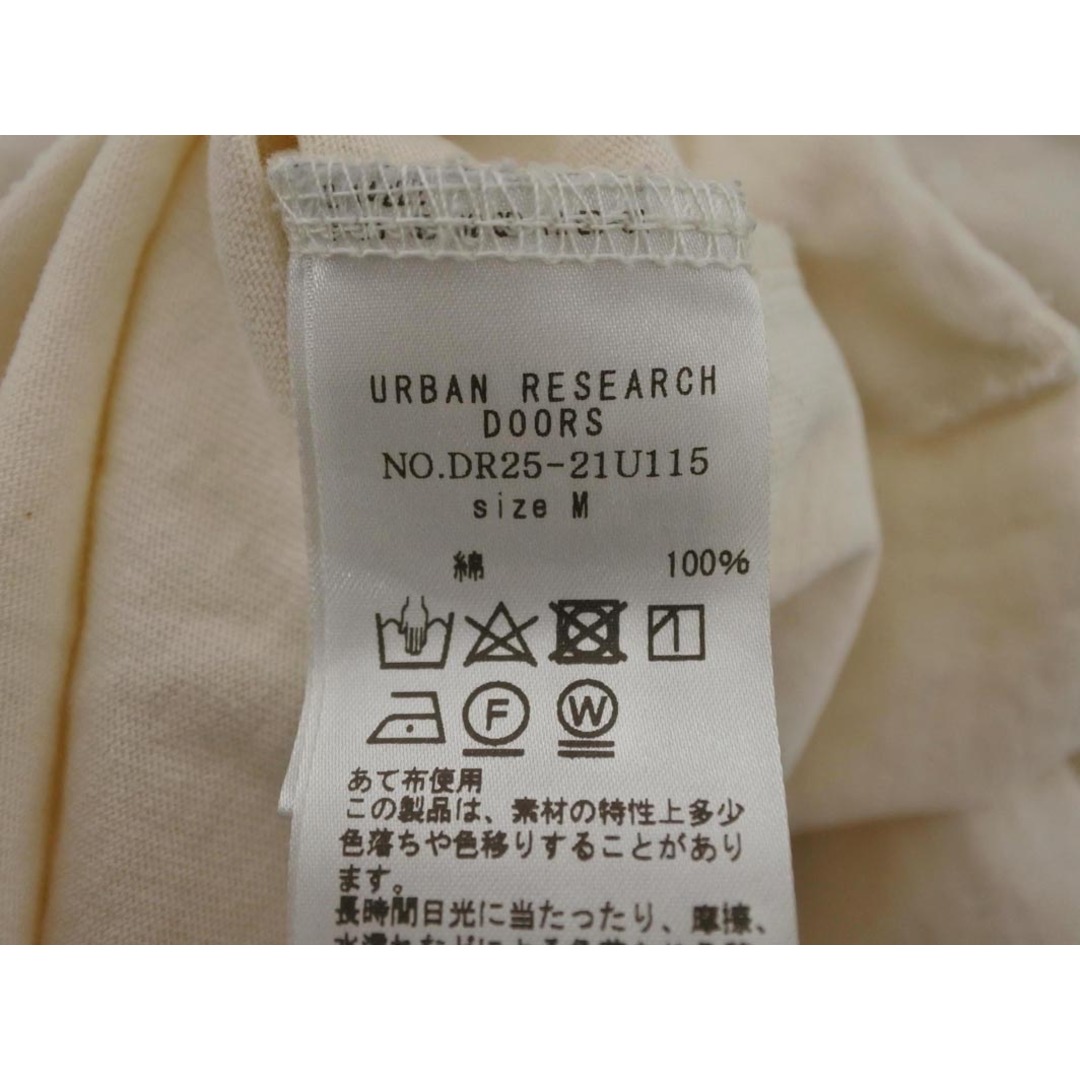 URBAN RESEARCH
DOORS
NO.DR25-21U115
size M
綿 100%
F W
あて布使用
この製品は、素材の特性上多少
色落ちや色移りすることがあり
ます。
長時間日光に当たったり、摩擦、